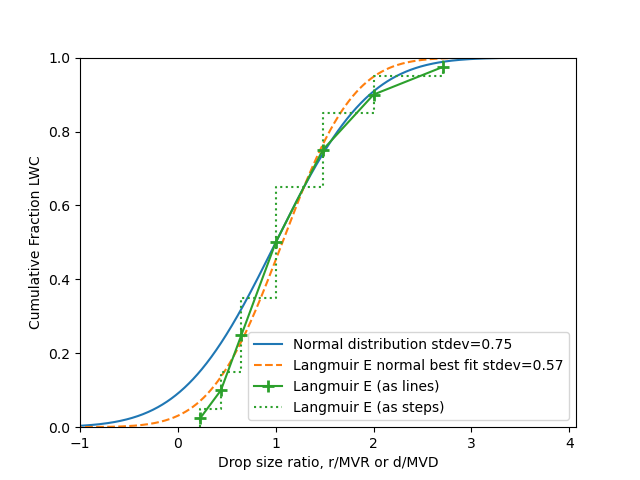 1.0
0.8
0.6
0.4
0.2
0.0
Cumulative Fraction LWC
Normal distribution stdev=0.75
Langmuir E normal best fit stdev=0.57
Langmuir E (as lines)
Langmuir E (as steps)
−1 0 1 2 3 4
Drop size ratio, r/MVR or d/MVD